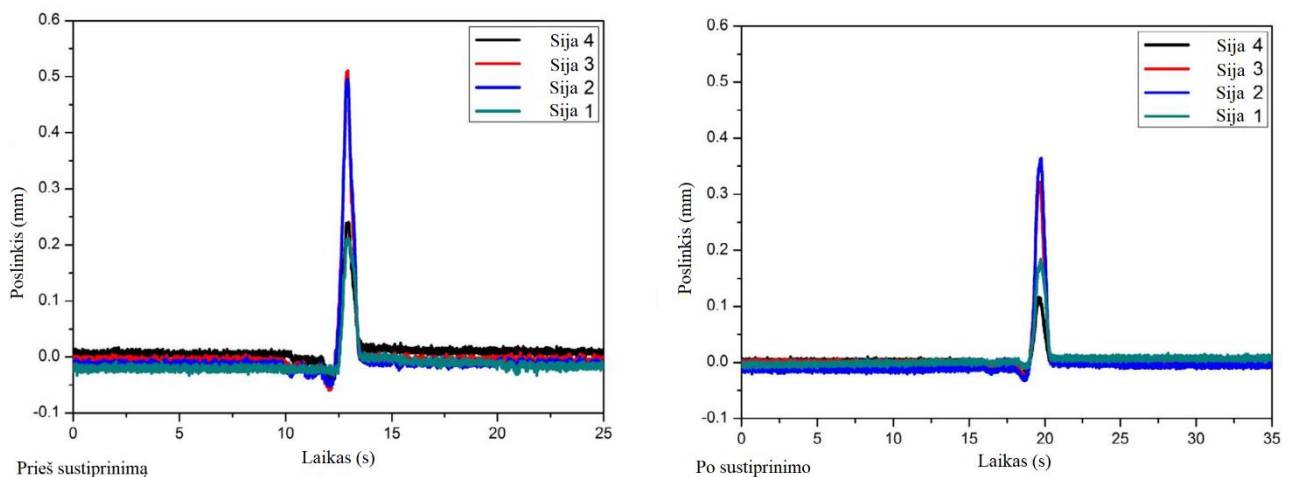 0.6
0.5
0.4
0.3
0.2
0.1
0.0
-0.1
Poslinkis (mm)
Sija 4
Sija 3
Sija 2
Sija 1
0 5 10 15 20 25
Laikas (s)
Prieš sustiprinimą
0.6
0.5
0.4
0.3
0.2
0.1
0.0
-0.1
Poslinkis (mm)
Sija 4
Sija 3
Sija 2
Sija 1
0 5 10 15 20 25 30 35
Laikas (s)
Po sustiprinimo